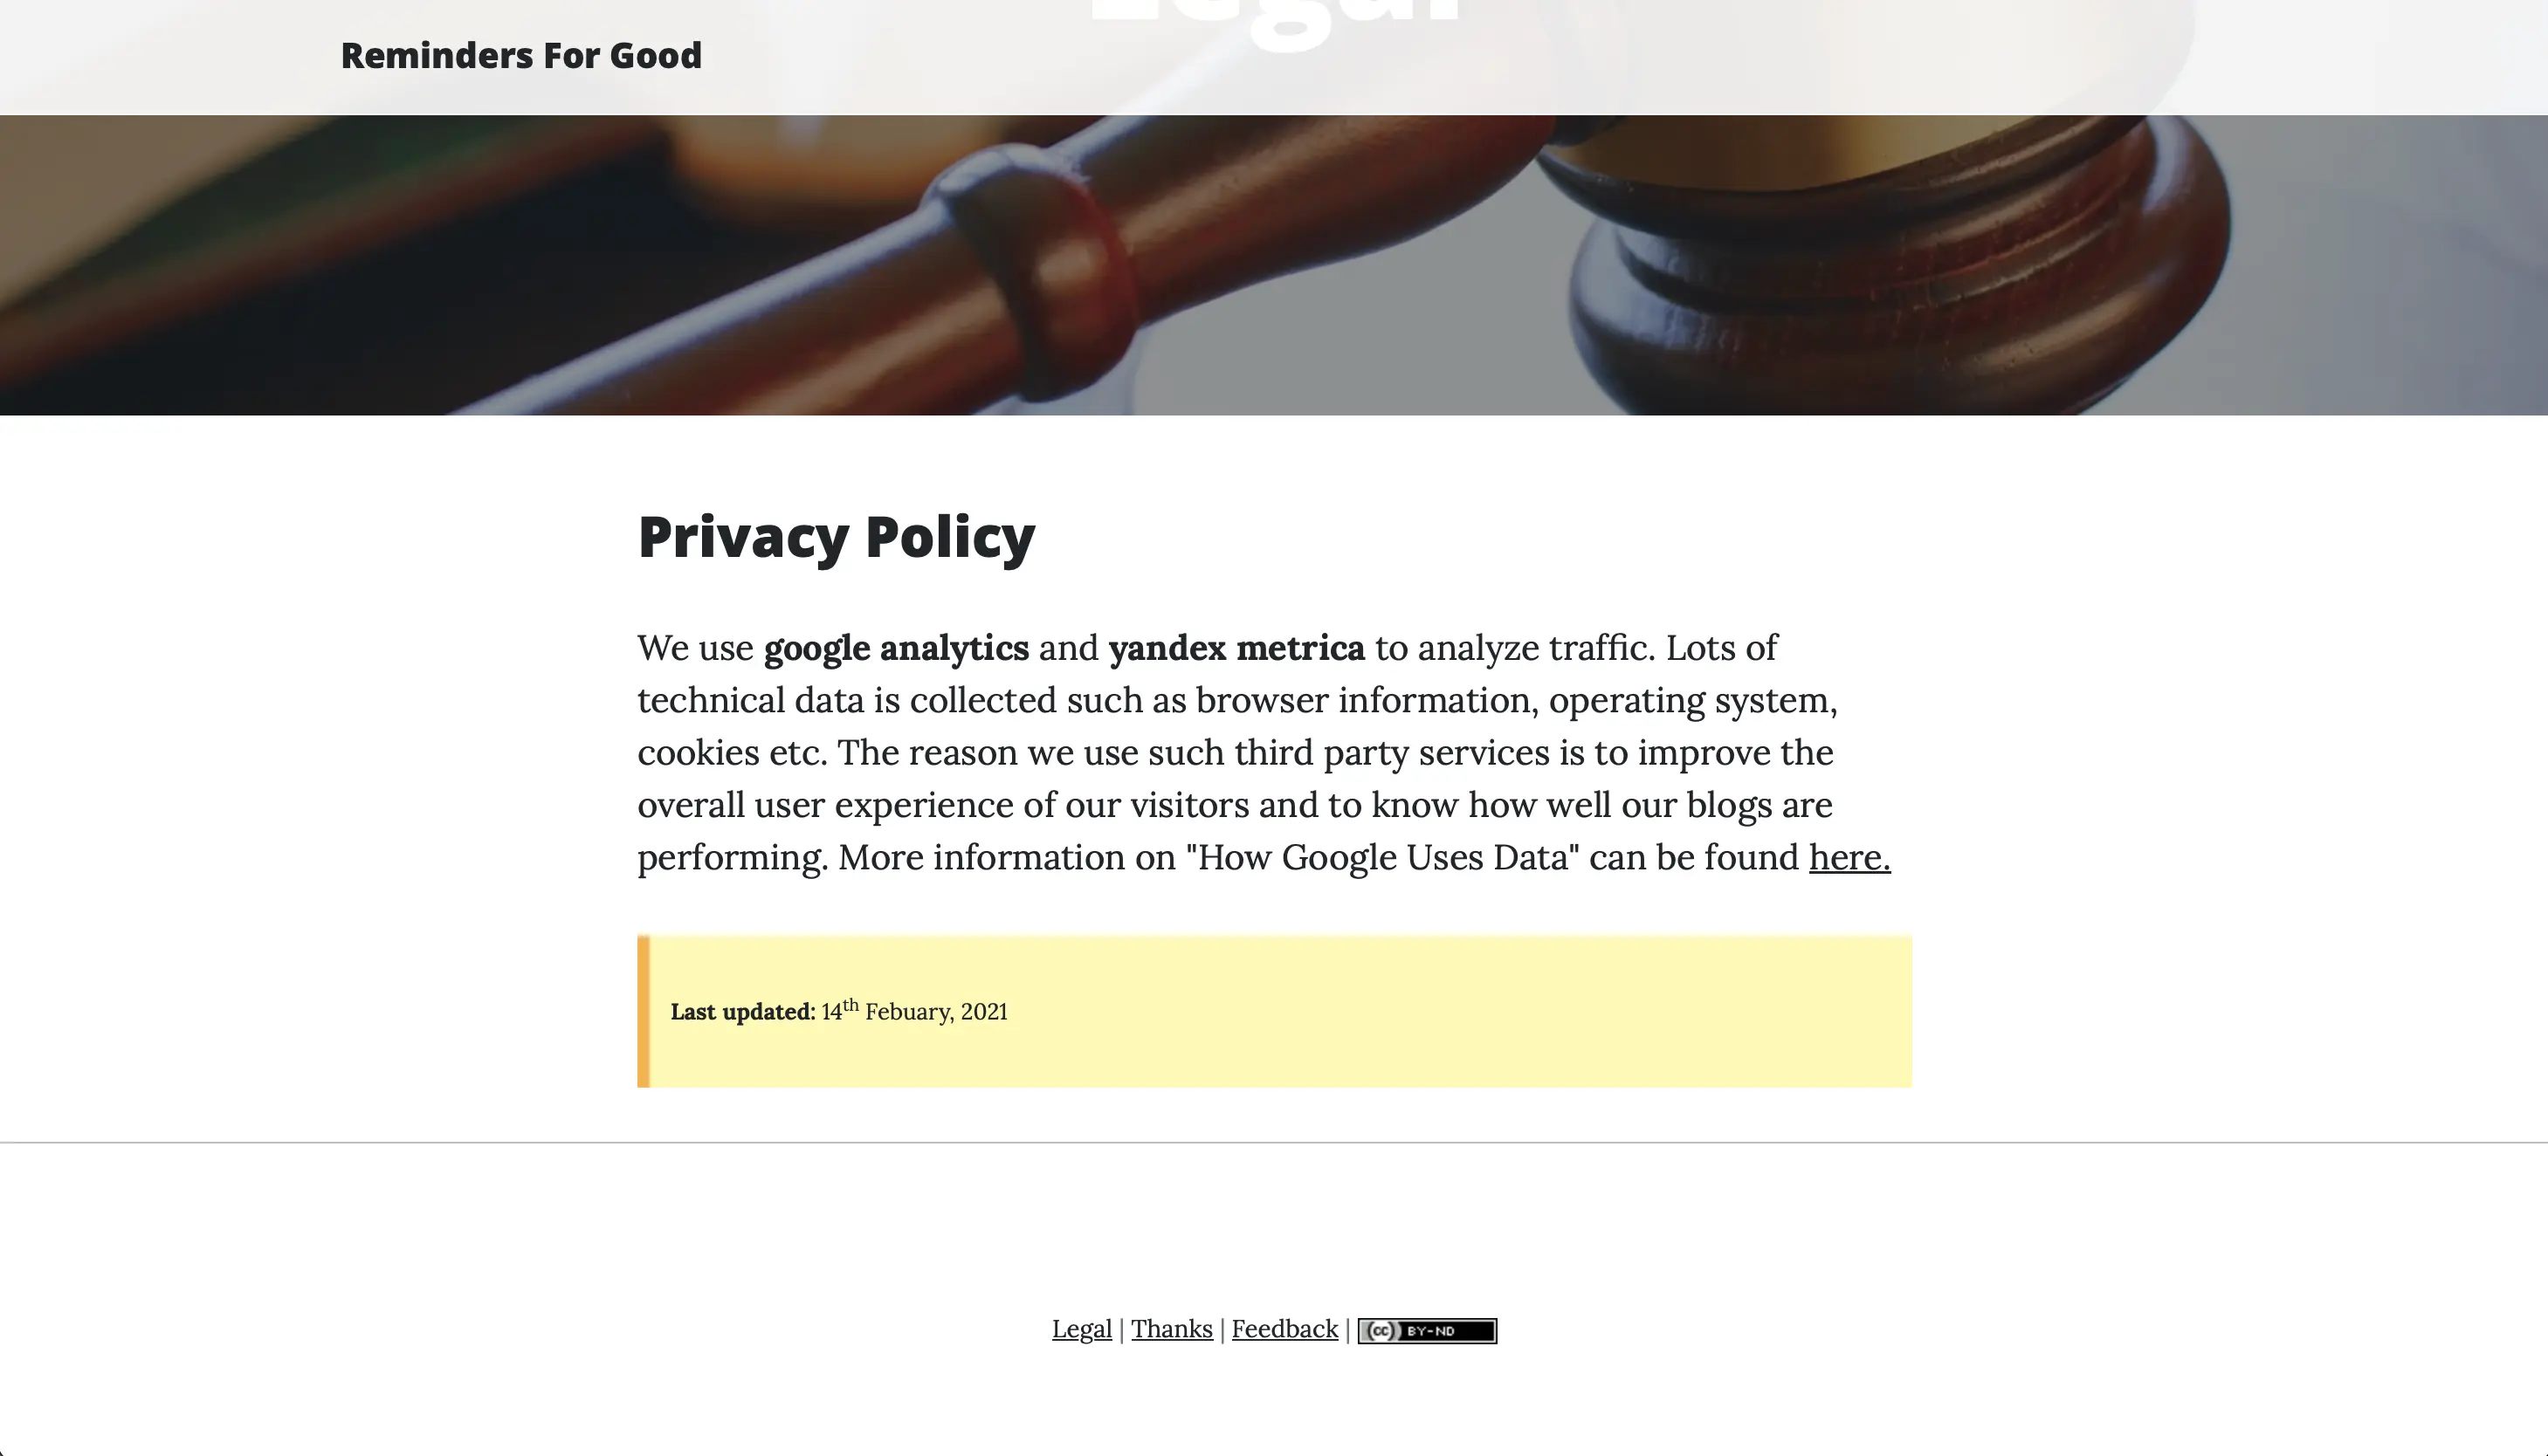 Legal
Reminders For Good
Privacy Policy
We use google analytics and yandex metrica to analyze traffic. Lots of
technical data is collected such as browser information, operating system,
cookies etc. The reason we use such third party services is to improve the
overall user experience of our visitors and to know how well our blogs are
performing. More information on "How Google Uses Data" can be found here.
Last updated: 14th Febuary, 2021
Legal | Thanks | Feedback | (cc) BY-ND